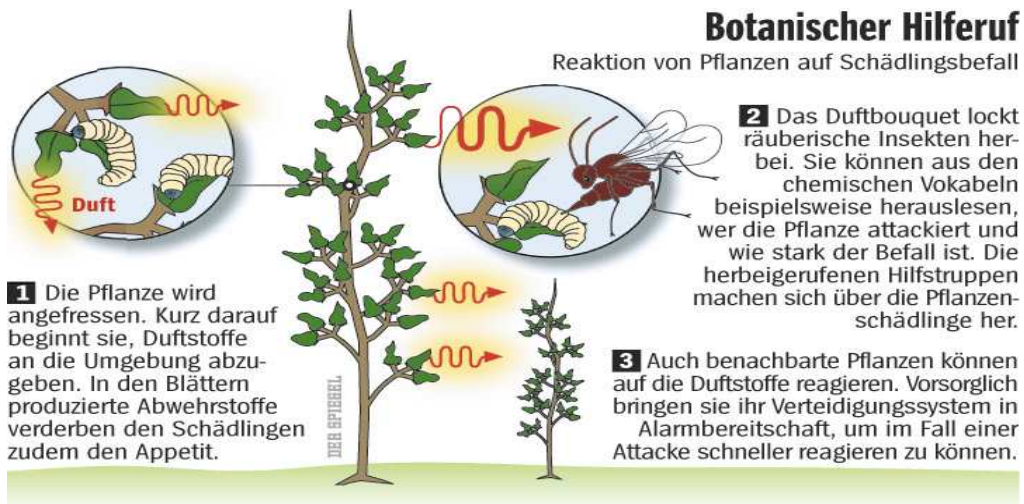 Botanischer Hilferuf
Reaktion von Pflanzen auf Schädlingsbefall
Duft
1 Die Pflanze wird
angefressen. Kurz darauf
beginnt sie, Duftstoffe
an die Umgebung abzu-
geben. In den Blättern
produzierte Abwehrstoffe
verderben den Schädlingen
zudem den Appetit.
2 Das Duftbouquet lockt
räuberische Insekten her-
bei. Sie können aus den
chemischen Vokabeln
beispielsweise herauslesen,
wer die Pflanze attackiert und
wie stark der Befall ist. Die
herbeigerufenen Hilfstruppen
machen sich über die Pflanzen-
schädlinge her.
3 Auch benachbarte Pflanzen können
auf die Duftstoffe reagieren. Vorsorglich
bringen sie ihr Verteidigungssystem in
Alarmbereitschaft, um im Fall einer
Attacke schneller reagieren zu können.
DER SPIEGEL